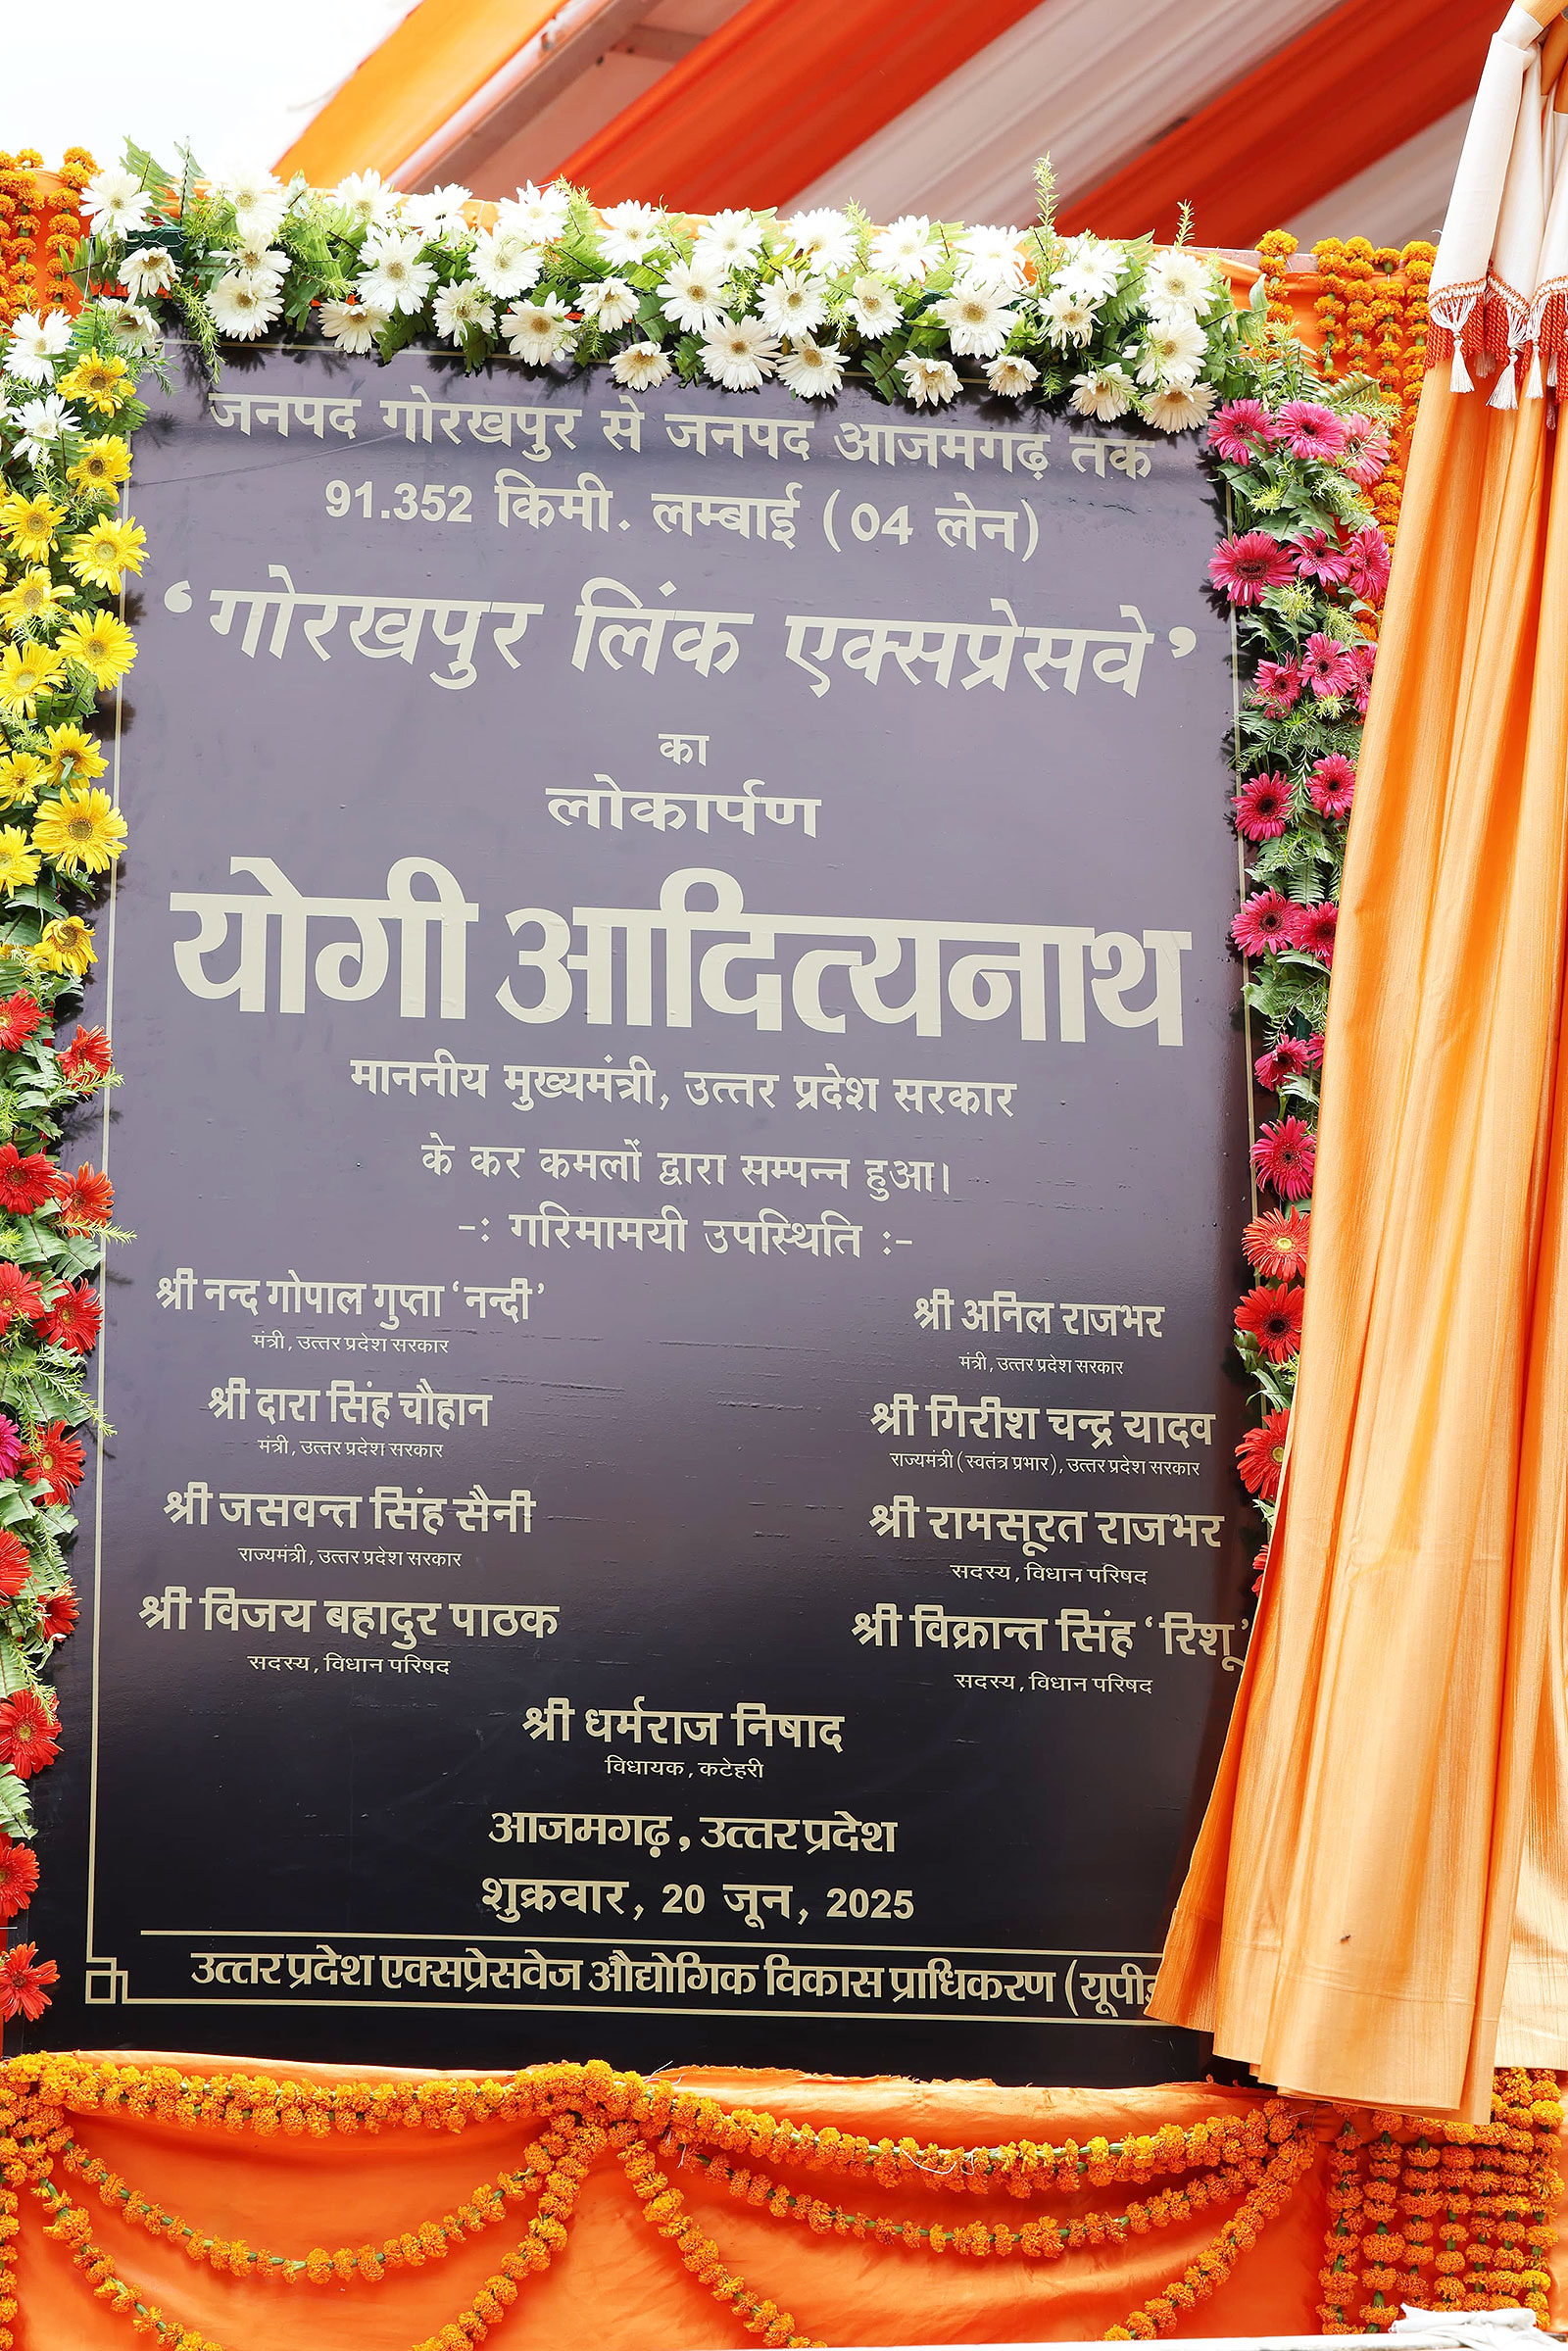 जनपद गोरखपुर से जनपद आजमगढ़ तक
91.352 किमी. लम्बाई (04 लेन)
‘गोरखपुर लिंक एक्सप्रेसवे’
का
लोकार्पण
योगी आदित्यनाथ
माननीय मुख्यमंत्री, उत्तर प्रदेश सरकार
के कर कमलों द्वारा सम्पन्न हुआ।
-: गरिमामयी उपस्थिति :-
श्री नन्द गोपाल गुप्ता ‘नन्दी’
मंत्री, उत्तर प्रदेश सरकार
श्री अनिल राजभर
मंत्री, उत्तर प्रदेश सरकार
श्री दारा सिंह चौहान
मंत्री, उत्तर प्रदेश सरकार
श्री गिरीश चन्द्र यादव
राज्यमंत्री (स्वतंत्र प्रभार), उत्तर प्रदेश सरकार
श्री जसवन्त सिंह सैनी
राज्यमंत्री, उत्तर प्रदेश सरकार
श्री रामसूरत राजभर
सदस्य, विधान परिषद
श्री विजय बहादुर पाठक
सदस्य, विधान परिषद
श्री विक्रान्त सिंह ‘रिशू’
सदस्य, विधान परिषद
श्री धर्मराज निषाद
विधायक, कटेहरी
आजमगढ़, उत्तर प्रदेश
शुक्रवार, 20 जून, 2025
उत्तर प्रदेश एक्सप्रेसवेज औद्योगिक विकास प्राधिकरण